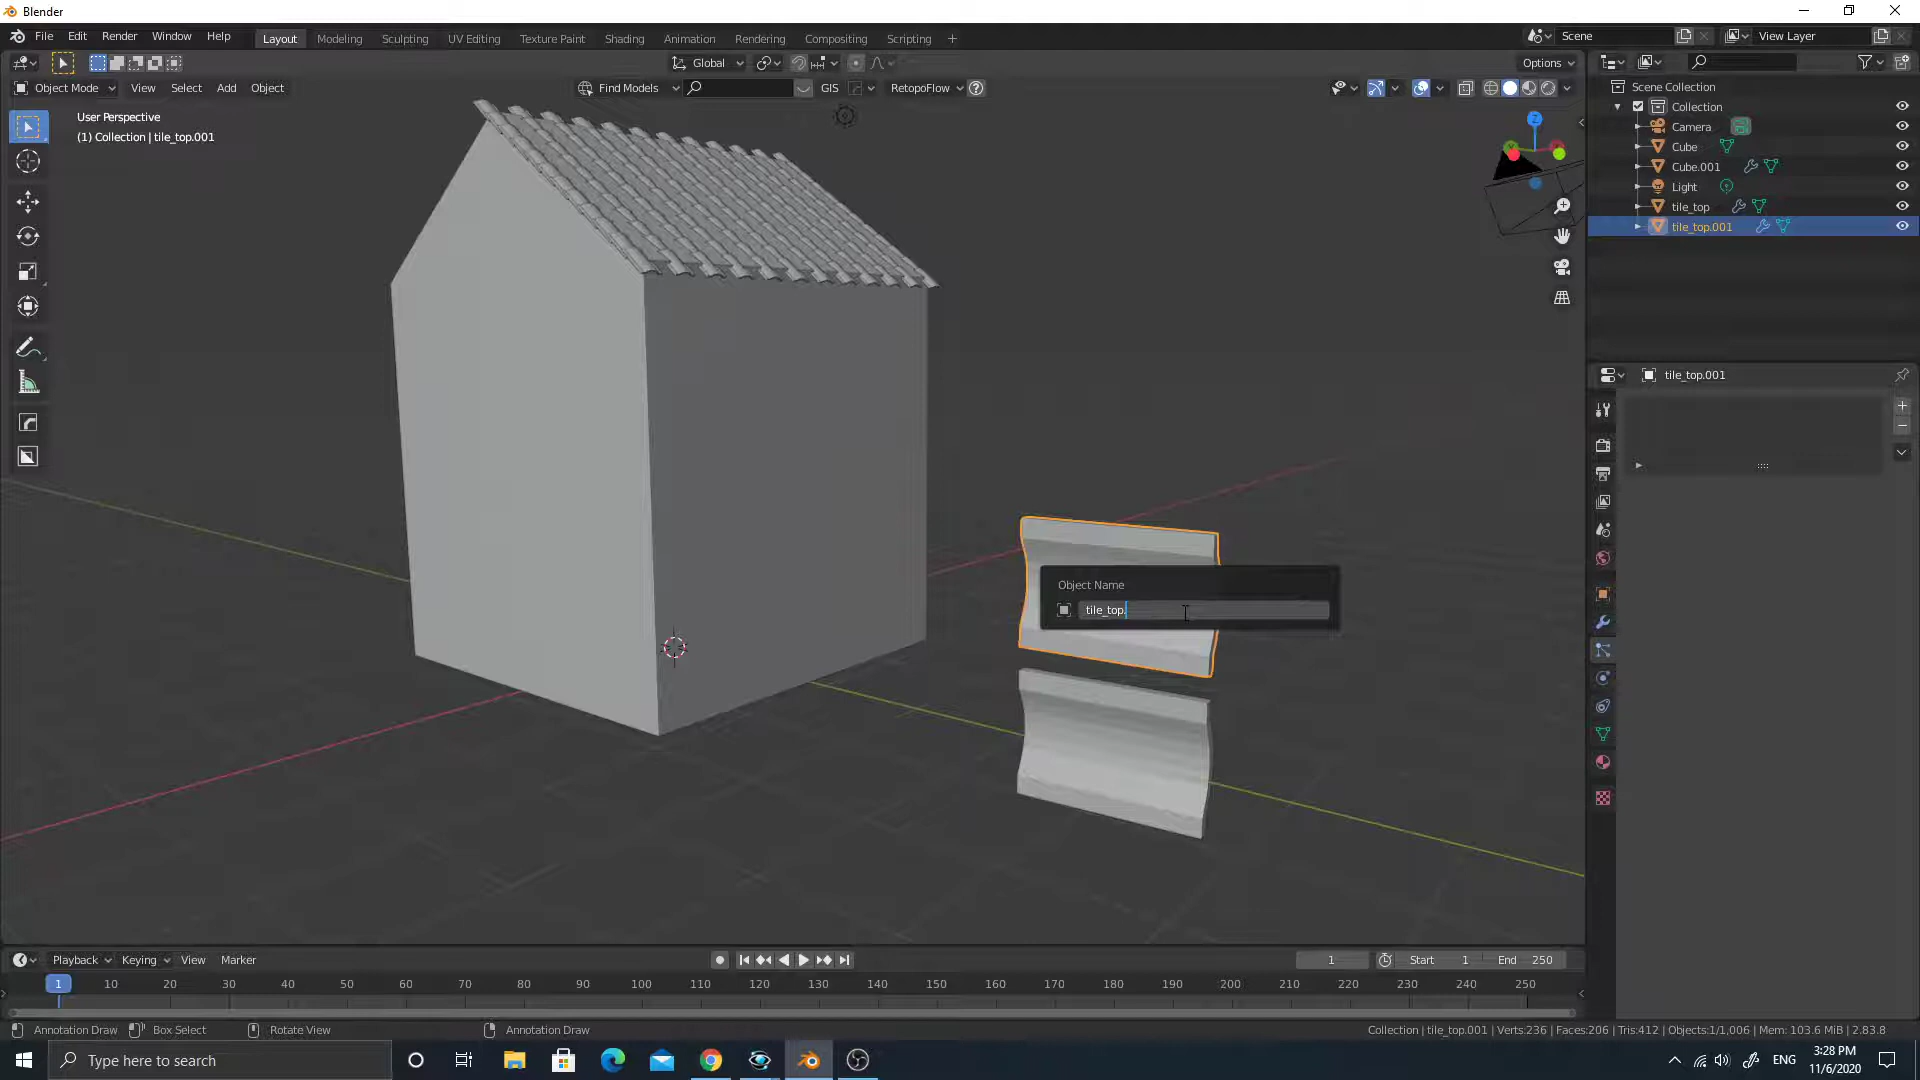 Blender
File Edit Render Window Help
Layout Modeling Sculpting UV Editing Texture Paint Shading Animation Rendering Compositing Scripting +
Scene
View Layer
Global
Options
Object Mode View Select Add Object
Find Models
GIS
RetopoFlow
User Perspective
(1) Collection | tile_top.001
Z
Scene Collection
Collection
Camera
Cube
Cube.001
Light
tile_top
tile_top.001
tile_top.001
Object Name
tile_top.
Playback Keying View Marker
1
Start 1
End 250
1 10 20 30 40 50 60 70 80 90 100 110 120 130 140 150 160 170 180 190 200 210 220 230 240 250
Annotation Draw
Box Select
Rotate View
Annotation Draw
Collection | tile_top.001 | Verts:236 | Faces:206 | Tris:412 | Objects:1/1,006 | Mem: 103.6 MiB | 2.83.8
Type here to search
ENG
3:28 PM
11/6/2020